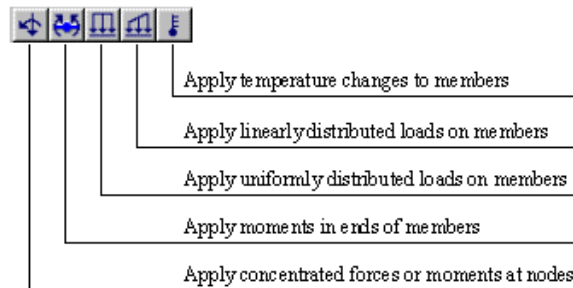 Apply temperature changes to members
Apply linearly distributed loads on members
Apply uniformly distributed loads on members
Apply moments in ends of members
Apply concentrated forces or moments at nodes